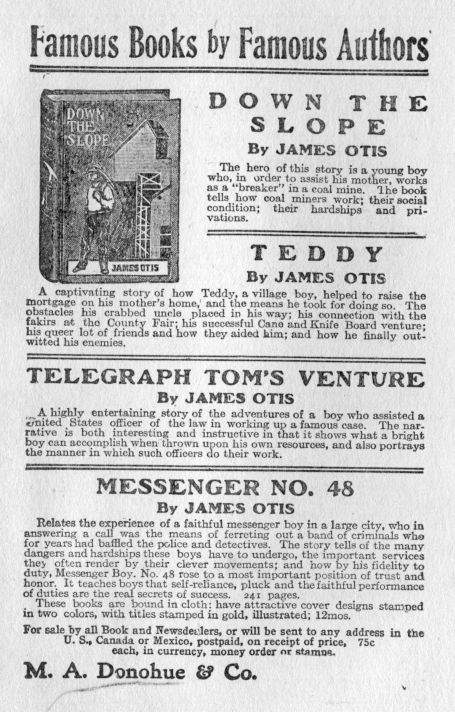 Famous Books by Famous Authors
DOWN
THE
SLOPE
JAMES OTIS
DOWN THE
SLOPE
By JAMES OTIS
The hero of this story is a young boy
who, in order to assist his mother, works
as a "breaker" in a coal mine. The book
tells how coal miners work; their social
condition; their hardships and pri-
vations.
TEDDY
By JAMES OTIS
A captivating story of how Teddy, a village boy, helped to raise the
mortgage on his mother's home, and the means he took for doing so. The
obstacles his crabbed uncle placed in his way; his connection with the
fakirs at the County Fair; his successful Cane and Knife Board venture;
his queer lot of friends and how they aided him; and how he finally out-
witted his enemies.
TELEGRAPH TOM'S VENTURE
By JAMES OTIS
A highly entertaining story of the adventures of a boy who assisted a
United States officer of the law in working up a famous case. The nar-
rative is both interesting and instructive in that it shows what a bright
boy can accomplish when thrown upon his own resources, and also portrays
the manner in which such officers do their work.
MESSENGER NO. 48
By JAMES OTIS
Relates the experience of a faithful messenger boy in a large city, who in
answering a call was the means of ferreting out a band of criminals who
for years had baffled the police and detectives. The story tells of the many
dangers and hardships these boys have to undergo, the important services
they often render by their clever movements; and how by his fidelity to
duty, Messenger Boy. No. 48 rose to a most important position of trust and
honor. It teaches boys that self-reliance, pluck and the faithful performance
of duties are the real secrets of success. 241 pages.
These books are bound in cloth: have attractive cover designs stamped
in two colors, with titles stamped in gold, illustrated; 12mos.
For sale by all Book and Newsdealers, or will be sent to any address in the
U. S., Canada or Mexico, postpaid, on receipt of price, 75c
each, in currency, money order or stamps.
M. A. Donohue & Co.